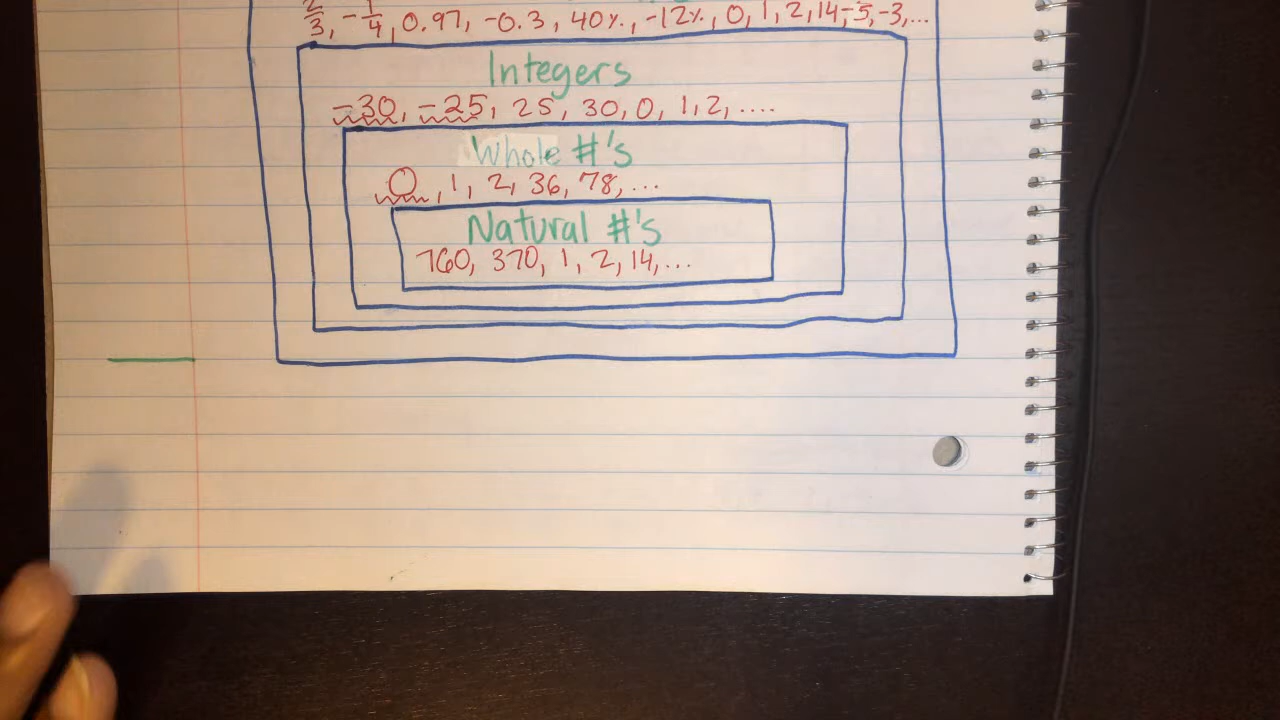 2/3, -1/4, 0.97, -0.3, 40%, -12%, 0, 1, 2, 14, -5, -3, ...
Integers
-30, -25, 25, 30, 0, 1, 2, ....
Whole #'s
0, 1, 2, 36, 78, ...
Natural #'s
760, 370, 1, 2, 14, ...